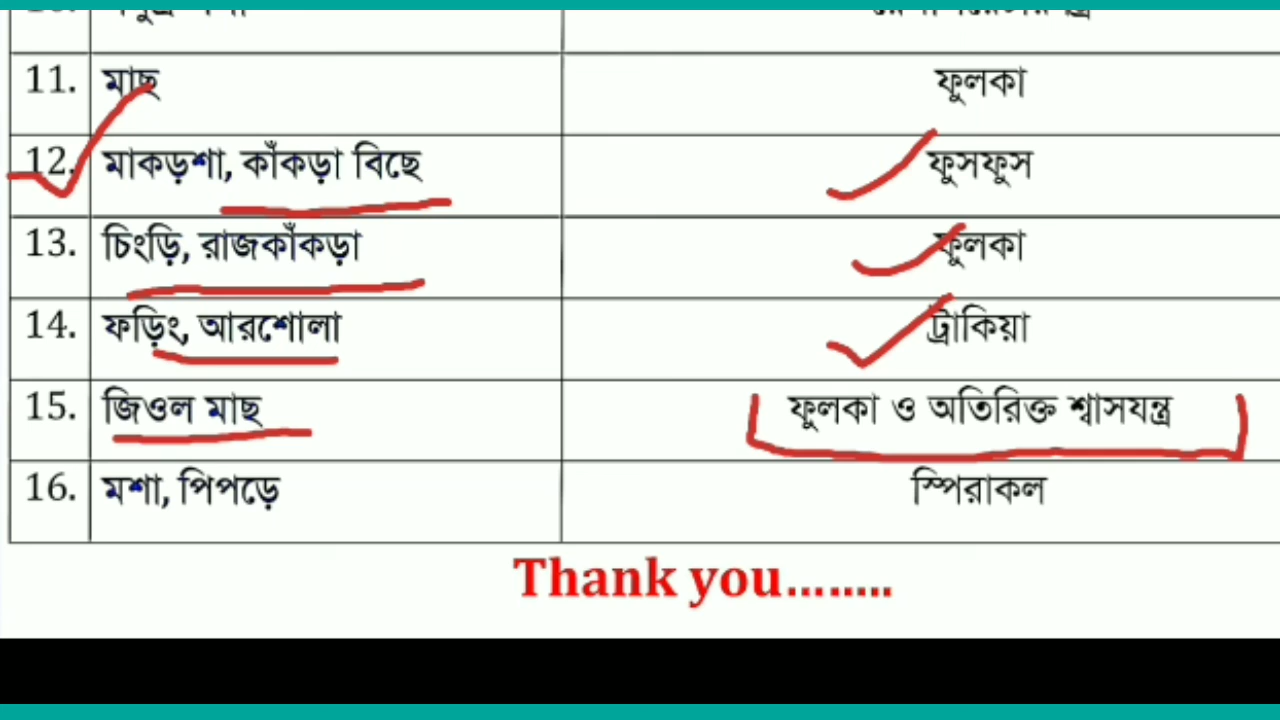 11. মাছ ফুলকা
12. মাকড়শা, কাঁকড়া বিছে ফুসফুস
13. চিংড়ি, রাজকাঁকড়া ফুলকা
14. ফড়িং, আরশোলা ট্রাকিয়া
15. জিওল মাছ ফুলকা ও অতিরিক্ত শ্বাসযন্ত্র
16. মশা, পিপড়ে স্পিরাকল
Thank you........